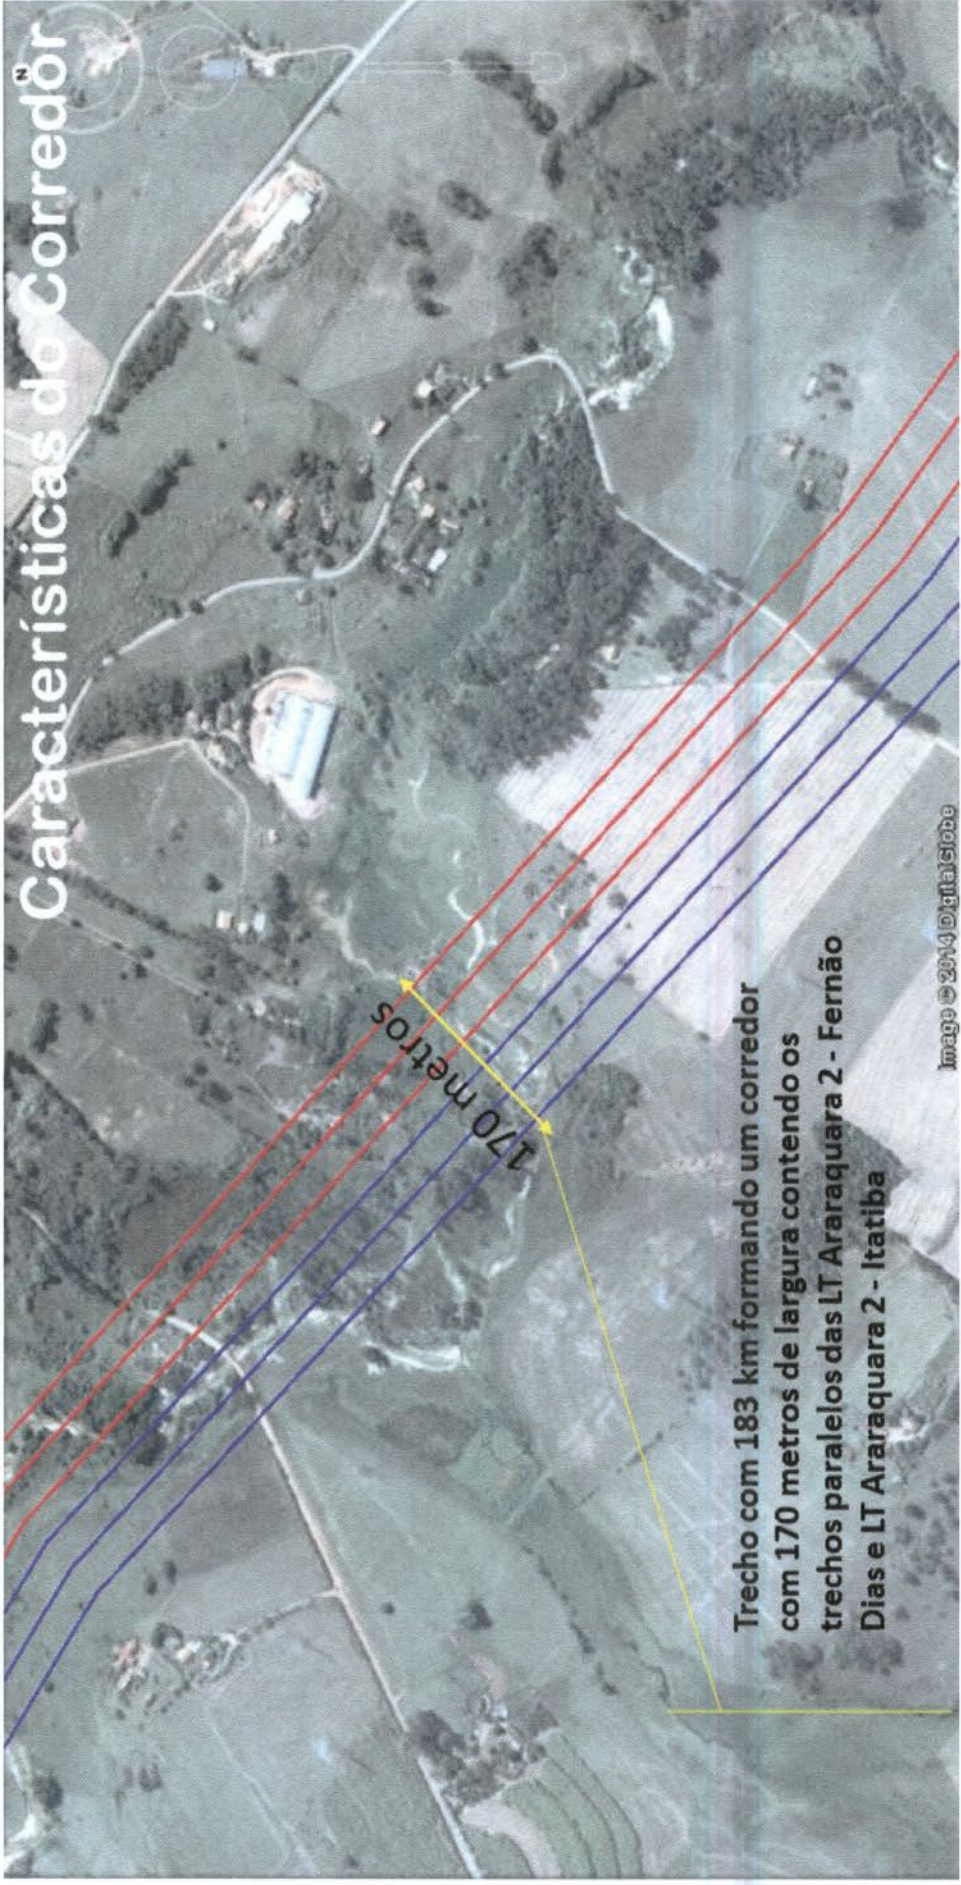 Características do Corredor
N
170 metros
Trecho com 183 km formando um corredor
com 170 metros de largura contendo os
trechos paralelos das LT Araraquara 2 - Fernão
Dias e LT Araraquara 2 - Itatiba
Image © 2014 DigitalGlobe